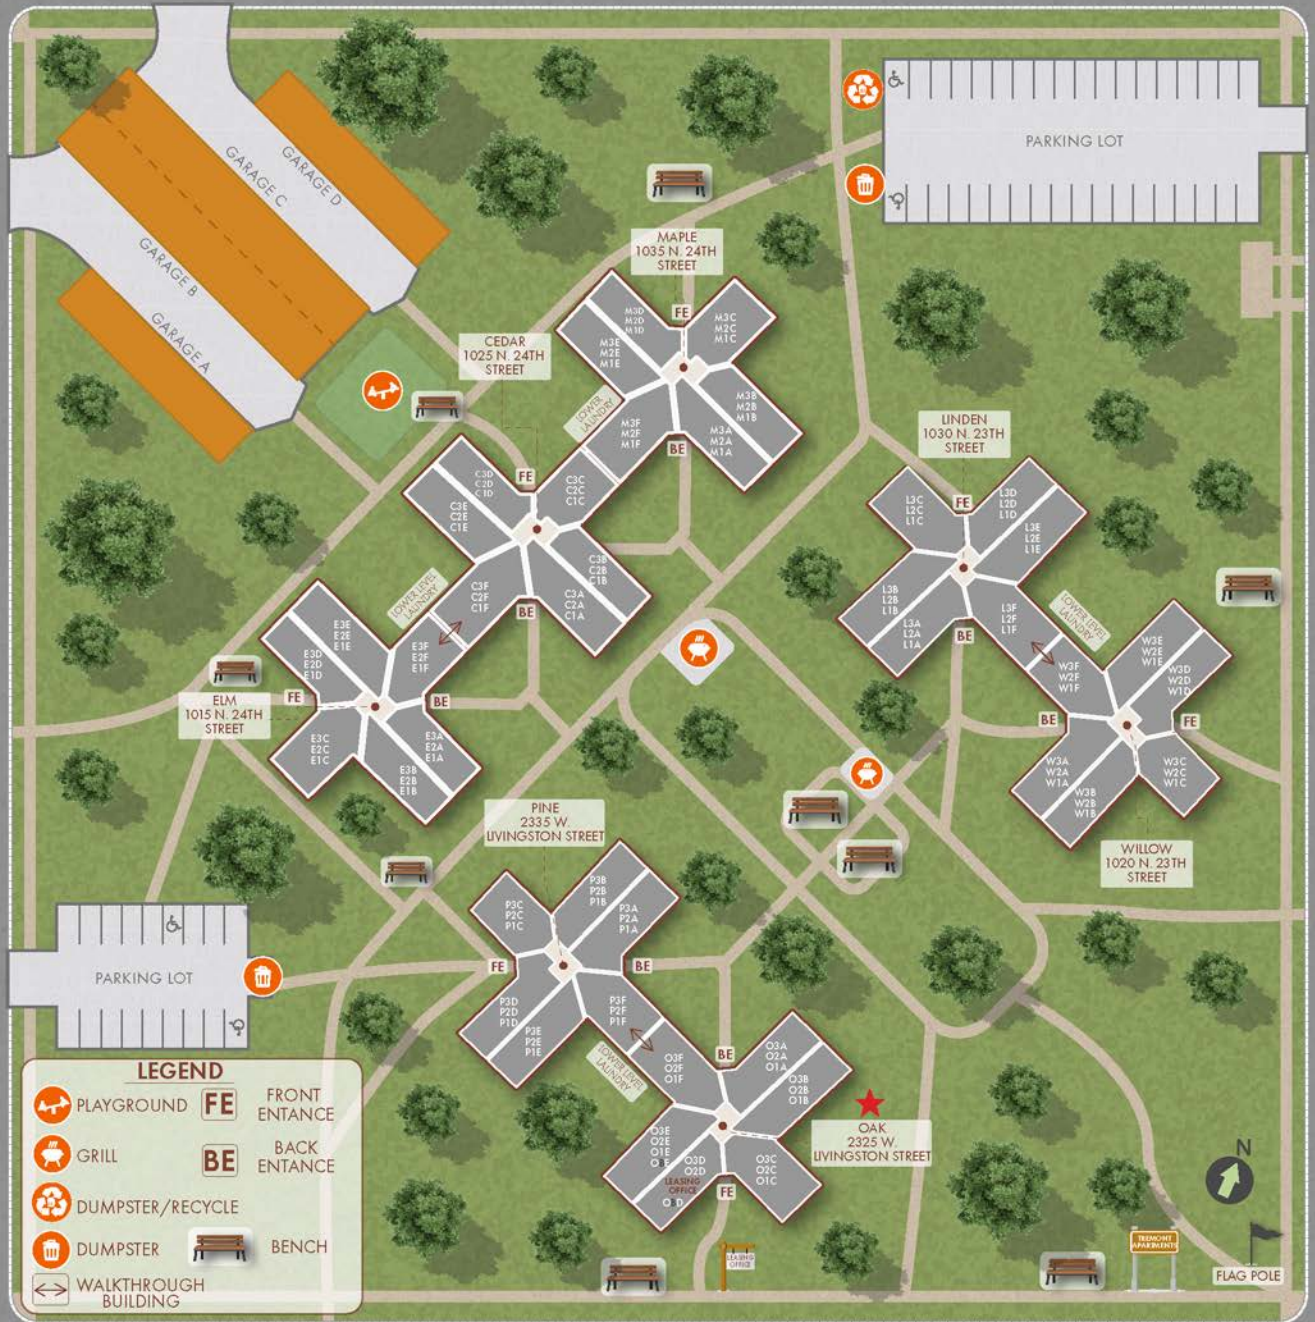 GARAGE D
GARAGE C
GARAGE B
GARAGE A
PARKING LOT
MAPLE
1035 N. 24TH
STREET
FE
M3D
M2D
M1D
M3C
M2C
M1C
M3E
M2E
M1E
M3B
M2B
M1B
M3F
M2F
M1F
M3A
M2A
M1A
BE
LOWER
LAUNDRY
CEDAR
1025 N. 24TH
STREET
FE
C3D
C2D
C1D
C3C
C2C
C1C
C3E
C2E
C1E
C3B
C2B
C1B
C3F
C2F
C1F
C3A
C2A
C1A
BE
LOWER LEVEL
LAUNDRY
LINDEN
1030 N. 23TH
STREET
FE
L3C
L2C
L1C
L3D
L2D
L1D
L3E
L2E
L1E
L3B
L2B
L1B
L3A
L2A
L1A
L3F
L2F
L1F
BE
LOWER LEVEL
LAUNDRY
E3E
E2E
E1E
E3D
E2D
E1D
E3F
E2F
E1F
FE
BE
ELM
1015 N. 24TH
STREET
E3C
E2C
E1C
E3A
E2A
E1A
E3B
E2B
E1B
W3E
W2E
W1E
W3D
W2D
W1D
W3F
W2F
W1F
BE
FE
W3A
W2A
W1A
W3C
W2C
W1C
W3B
W2B
W1B
WILLOW
1020 N. 23TH
STREET
PINE
2335 W.
LIVINGSTON STREET
P3B
P2B
P1B
P3C
P2C
P1C
P3A
P2A
P1A
FE
BE
P3D
P2D
P1D
P3F
P2F
P1F
P3E
P2E
P1E
LOWER LEVEL
LAUNDRY
O3F
O2F
O1F
BE
O3A
O2A
O1A
O3B
O2B
O1B
O3E
O2E
O1E
O3D
O2D
LEASING
OFFICE
O3C
O2C
O1C
FE
OAK
2325 W.
LIVINGSTON STREET
PARKING LOT
LEGEND
PLAYGROUND
FE
FRONT
ENTANCE
GRILL
BE
BACK
ENTANCE
DUMPSTER/RECYCLE
DUMPSTER
BENCH
WALKTHROUGH
BUILDING
LEASING
OFFICE
TREMONT
APARTMENTS
N
FLAG POLE